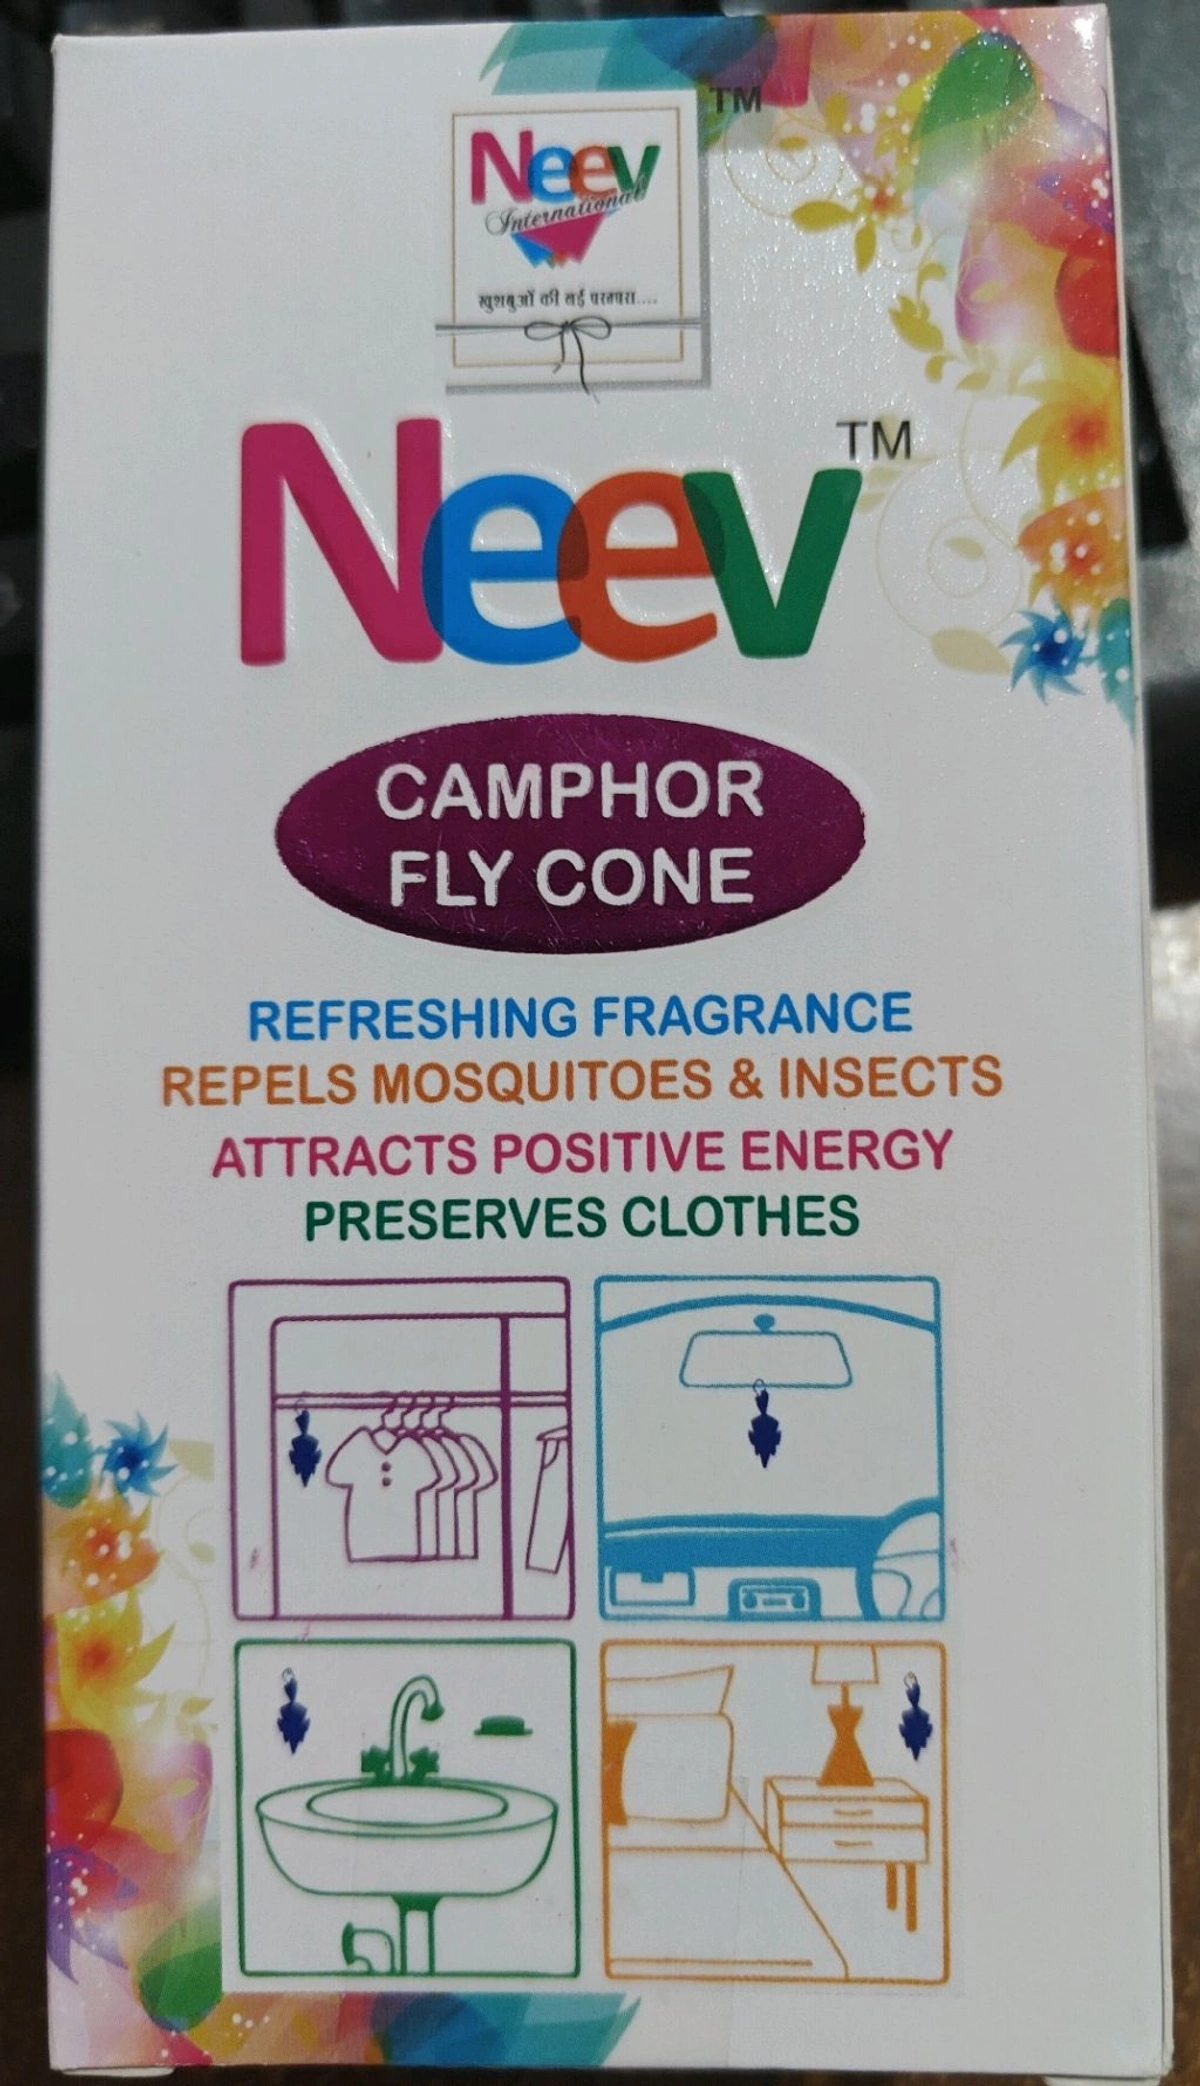 TM
Neev
International
खुशबुओं की नई परम्परा....
Neev TM
CAMPHOR
FLY CONE
REFRESHING FRAGRANCE
REPELS MOSQUITOES & INSECTS
ATTRACTS POSITIVE ENERGY
PRESERVES CLOTHES